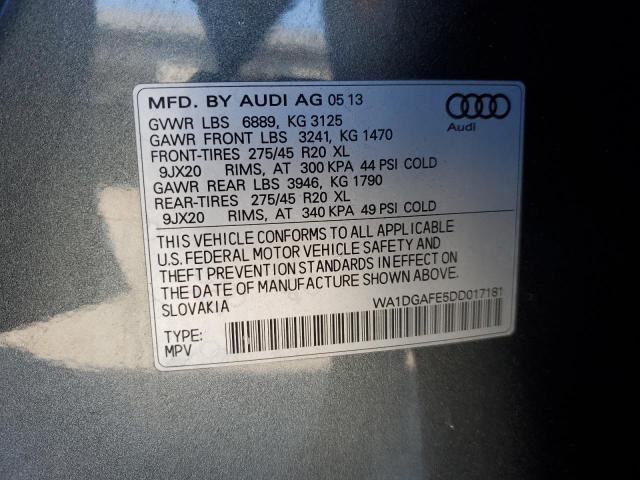 MFD. BY AUDI AG 05 13
GVWR LBS 6889, KG 3125
GAWR FRONT LBS 3241, KG 1470
FRONT-TIRES 275/45 R20 XL
9JX20 RIMS, AT 300 KPA 44 PSI COLD
GAWR REAR LBS 3946, KG 1790
REAR-TIRES 275/45 R20 XL
9JX20 RIMS, AT 340 KPA 49 PSI COLD
Audi
THIS VEHICLE CONFORMS TO ALL APPLICABLE
U.S. FEDERAL MOTOR VEHICLE SAFETY AND
THEFT PREVENTION STANDARDS IN EFFECT ON
THE DATE OF MANUFACTURE SHOWN ABOVE.
SLOVAKIA
WA1DGAFE5DD017181
TYPE:
MPV